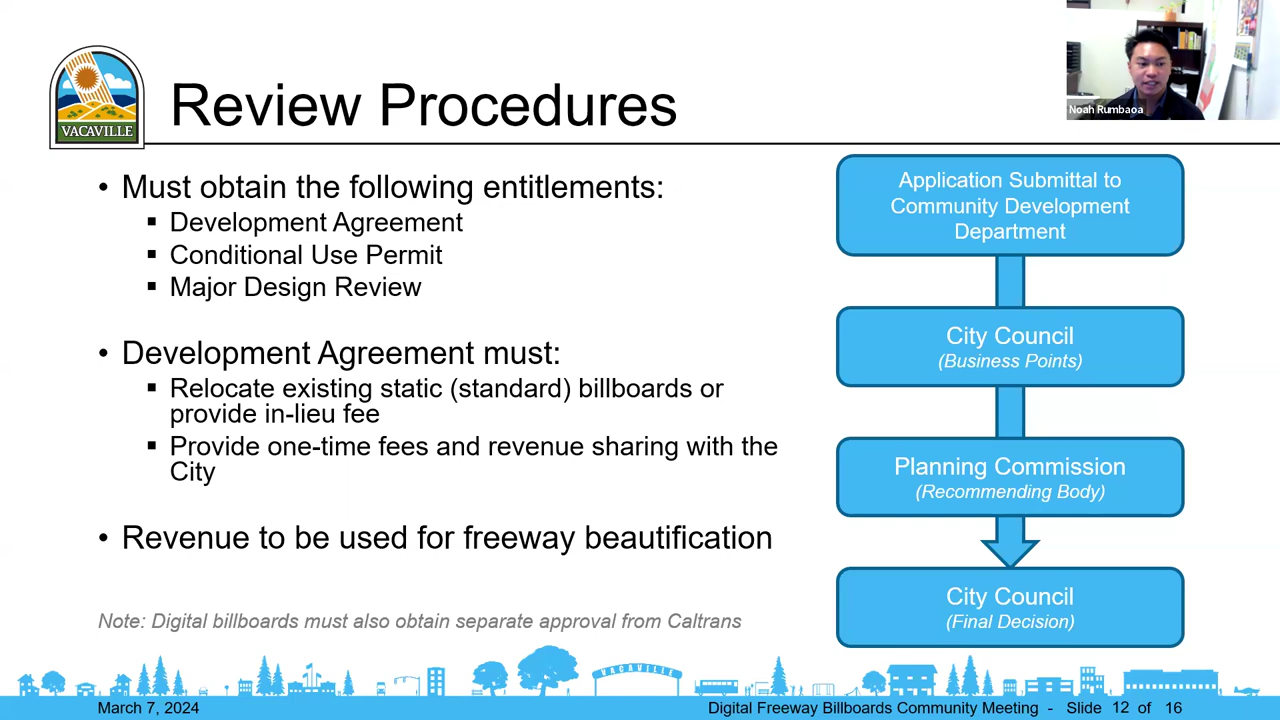 Noah Rumbaoa
VACAVILLE
Review Procedures
• Must obtain the following entitlements:
▪ Development Agreement
▪ Conditional Use Permit
▪ Major Design Review
• Development Agreement must:
▪ Relocate existing static (standard) billboards or
provide in-lieu fee
▪ Provide one-time fees and revenue sharing with the
City
• Revenue to be used for freeway beautification
Note: Digital billboards must also obtain separate approval from Caltrans
Application Submittal to
Community Development
Department
City Council
(Business Points)
Planning Commission
(Recommending Body)
City Council
(Final Decision)
VACAVILLE
March 7, 2024
Digital Freeway Billboards Community Meeting - Slide 12 of 16